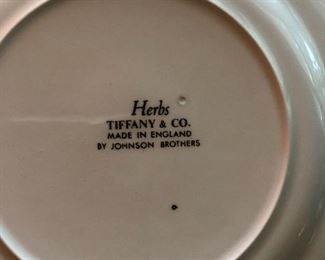 Herbs
TIFFANY & CO.
MADE IN ENGLAND
BY JOHNSON BROTHERS